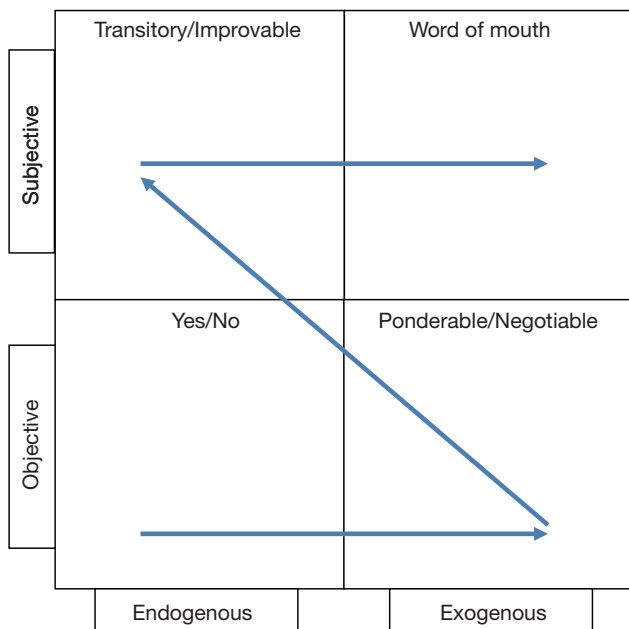 Transitory/Improvable
Word of mouth
Subjective
Yes/No
Ponderable/Negotiable
Objective
Endogenous
Exogenous